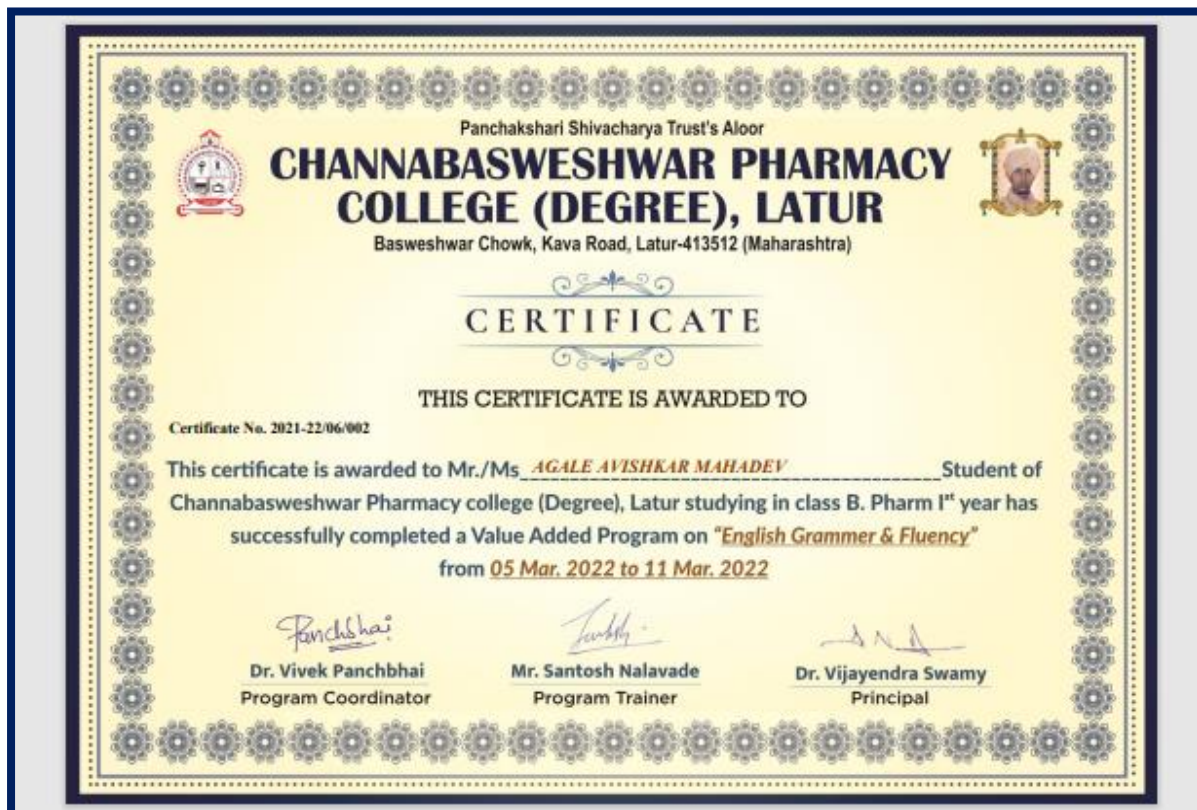 Panchakshari Shivacharya Trust's Aloor
CHANNABASWESHWAR PHARMACY
COLLEGE (DEGREE), LATUR
Basweshwar Chowk, Kava Road, Latur-413512 (Maharashtra)
CERTIFICATE
THIS CERTIFICATE IS AWARDED TO
Certificate No. 2021-22/06/002
This certificate is awarded to Mr./Ms_AGALE AVISHKAR MAHADEV_Student of
Channabasweshwar Pharmacy college (Degree), Latur studying in class B. Pharm Ist year has
successfully completed a Value Added Program on "English Grammer & Fluency"
from 05 Mar. 2022 to 11 Mar. 2022
Panchbhai
Dr. Vivek Panchbhai Mr. Santosh Nalavade Dr. Vijayendra Swamy
Program Coordinator Program Trainer Principal